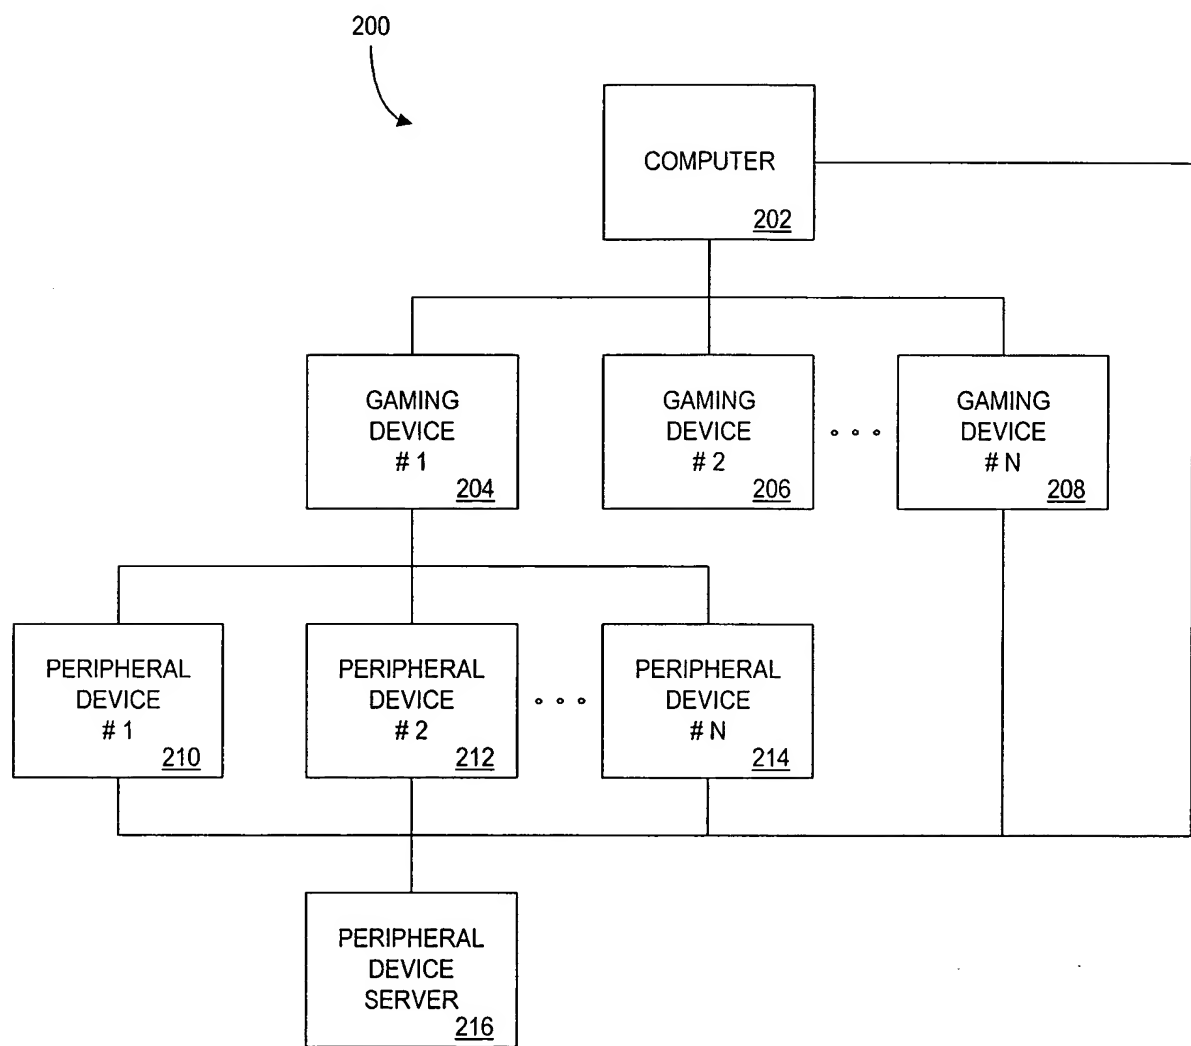 200
COMPUTER
202
GAMING
DEVICE
# 1
204
GAMING
DEVICE
# 2
206
GAMING
DEVICE
# N
208
PERIPHERAL
DEVICE
# 1
210
PERIPHERAL
DEVICE
# 2
212
PERIPHERAL
DEVICE
# N
214
PERIPHERAL
DEVICE
SERVER
216